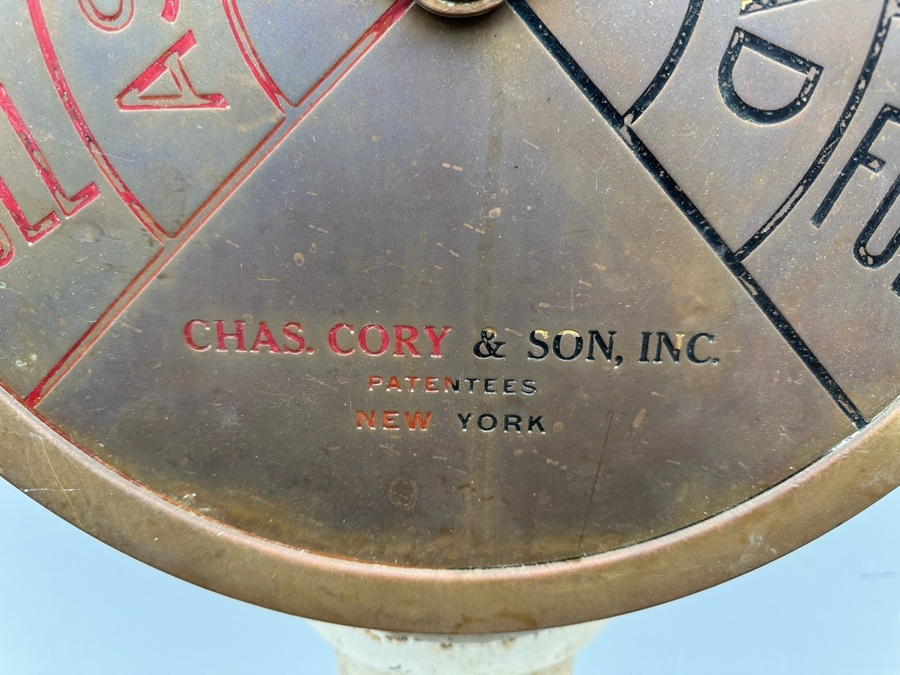 CHAS. CORY & SON, INC.
PATENTEES
NEW YORK